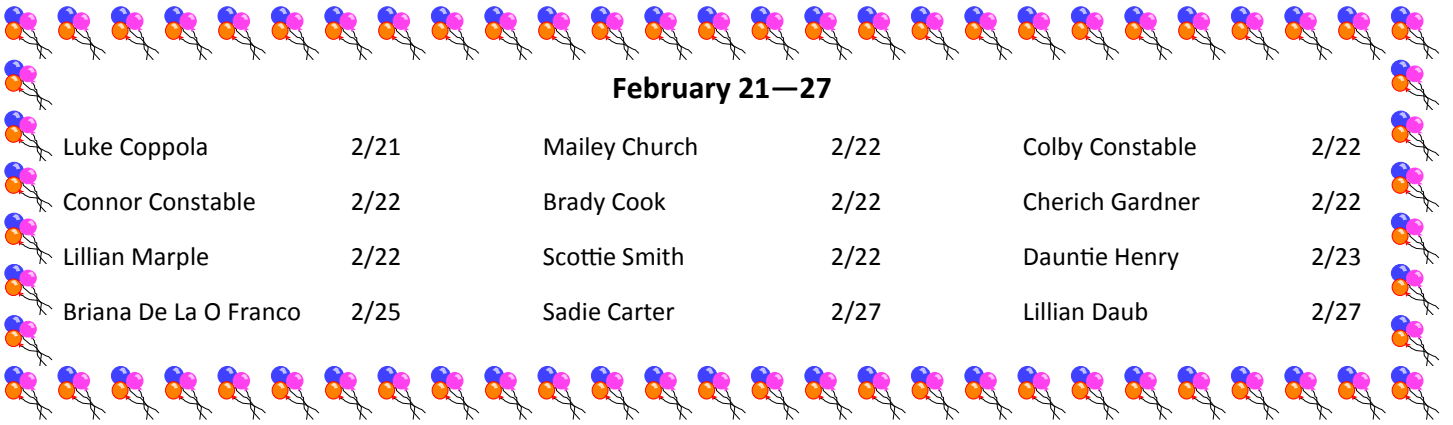 February 21—27
Luke Coppola 2/21 Mailey Church 2/22 Colby Constable 2/22
Connor Constable 2/22 Brady Cook 2/22 Cherich Gardner 2/22
Lillian Marple 2/22 Scottie Smith 2/22 Dauntie Henry 2/23
Briana De La O Franco 2/25 Sadie Carter 2/27 Lillian Daub 2/27